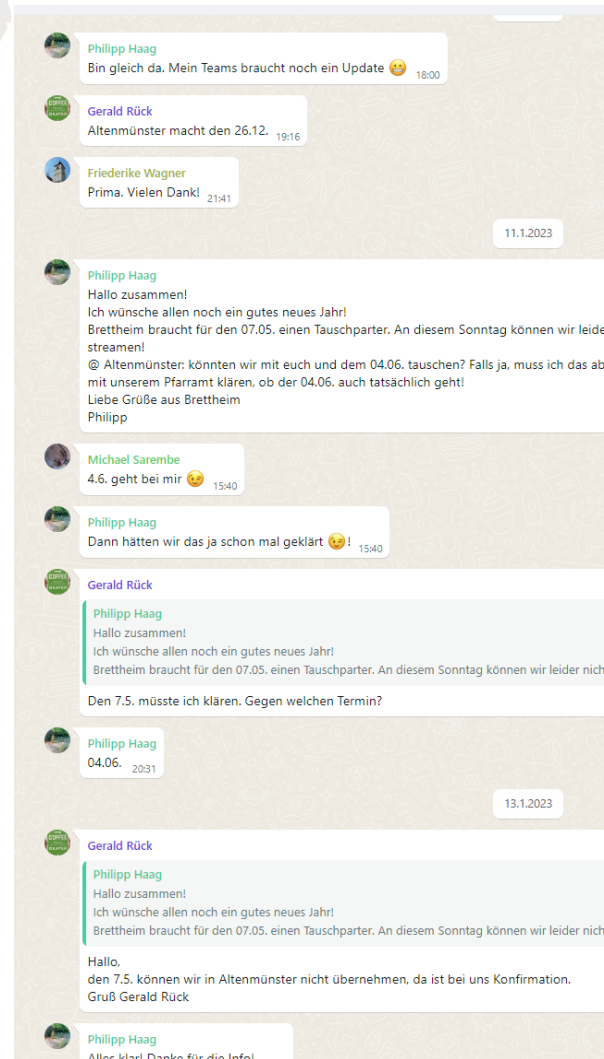 Philipp Haag
Bin gleich da. Mein Teams braucht noch ein Update 😬 18:00
Gerald Rück
Altenmünster macht den 26.12. 19:16
Friederike Wagner
Prima. Vielen Dank! 21:41
11.1.2023
Philipp Haag
Hallo zusammen!
Ich wünsche allen noch ein gutes neues Jahr!
Brettheim braucht für den 07.05. einen Tauschparter. An diesem Sonntag können wir leide
streamen!
@ Altenmünster: könnten wir mit euch und dem 04.06. tauschen? Falls ja, muss ich das ab
mit unserem Pfarramt klären, ob der 04.06. auch tatsächlich geht!
Liebe Grüße aus Brettheim
Philipp
Michael Sarembe
4.6. geht bei mir 😉 15:40
Philipp Haag
Dann hätten wir das ja schon mal geklärt 😉! 15:40
Gerald Rück
Philipp Haag
Hallo zusammen!
Ich wünsche allen noch ein gutes neues Jahr!
Brettheim braucht für den 07.05. einen Tauschparter. An diesem Sonntag können wir leider nich
Den 7.5. müsste ich klären. Gegen welchen Termin?
Philipp Haag
04.06. 20:31
13.1.2023
Gerald Rück
Philipp Haag
Hallo zusammen!
Ich wünsche allen noch ein gutes neues Jahr!
Brettheim braucht für den 07.05. einen Tauschparter. An diesem Sonntag können wir leider nich
Hallo,
den 7.5. können wir in Altenmünster nicht übernehmen, da ist bei uns Konfirmation.
Gruß Gerald Rück
Philipp Haag
Alles klar! Danke für die Info!